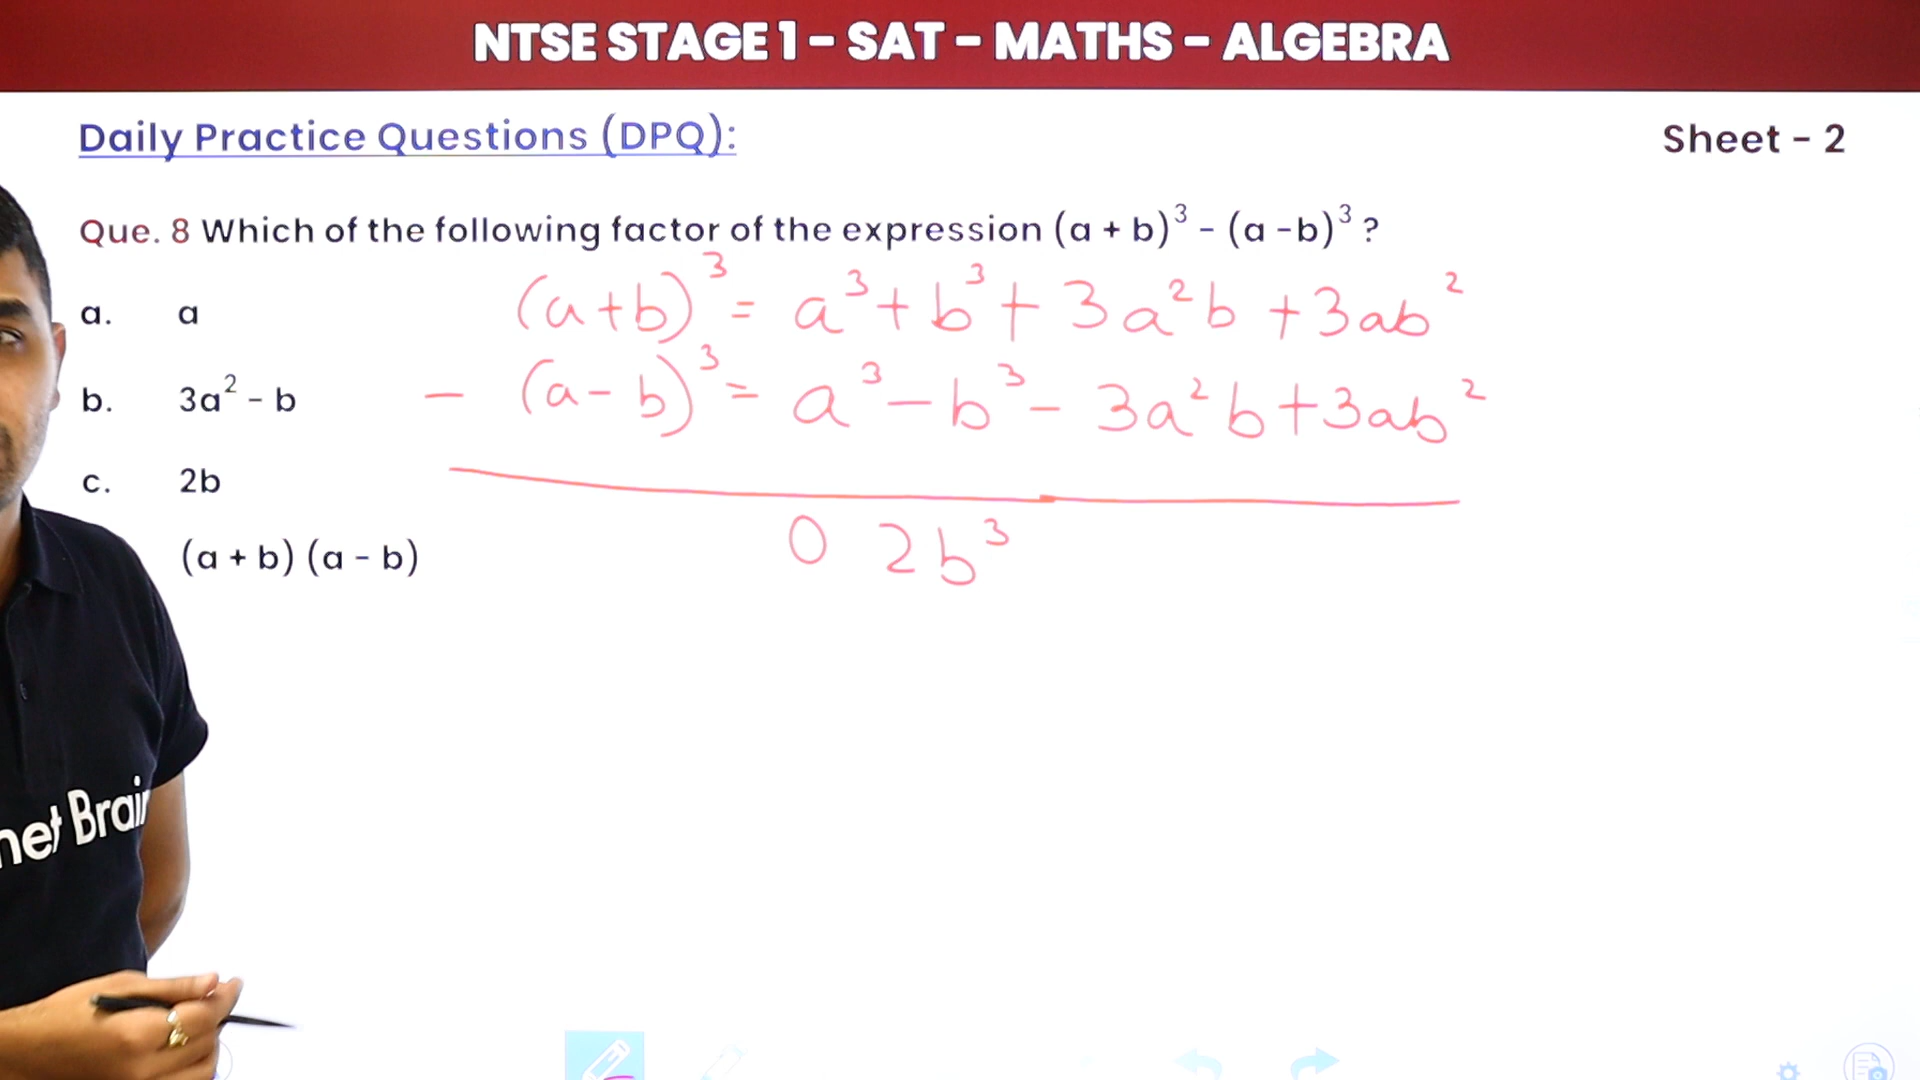 NTSE STAGE 1 - SAT - MATHS - ALGEBRA
Daily Practice Questions (DPQ):
Sheet - 2
Que. 8 Which of the following factor of the expression (a + b)³ - (a -b)³ ?
a. a
b. 3a² - b
c. 2b
(a + b) (a - b)
(a+b)³ = a³ + b³ + 3a²b + 3ab²
- (a-b)³ = a³ - b³ - 3a²b + 3ab²
0 2b³
net Brain